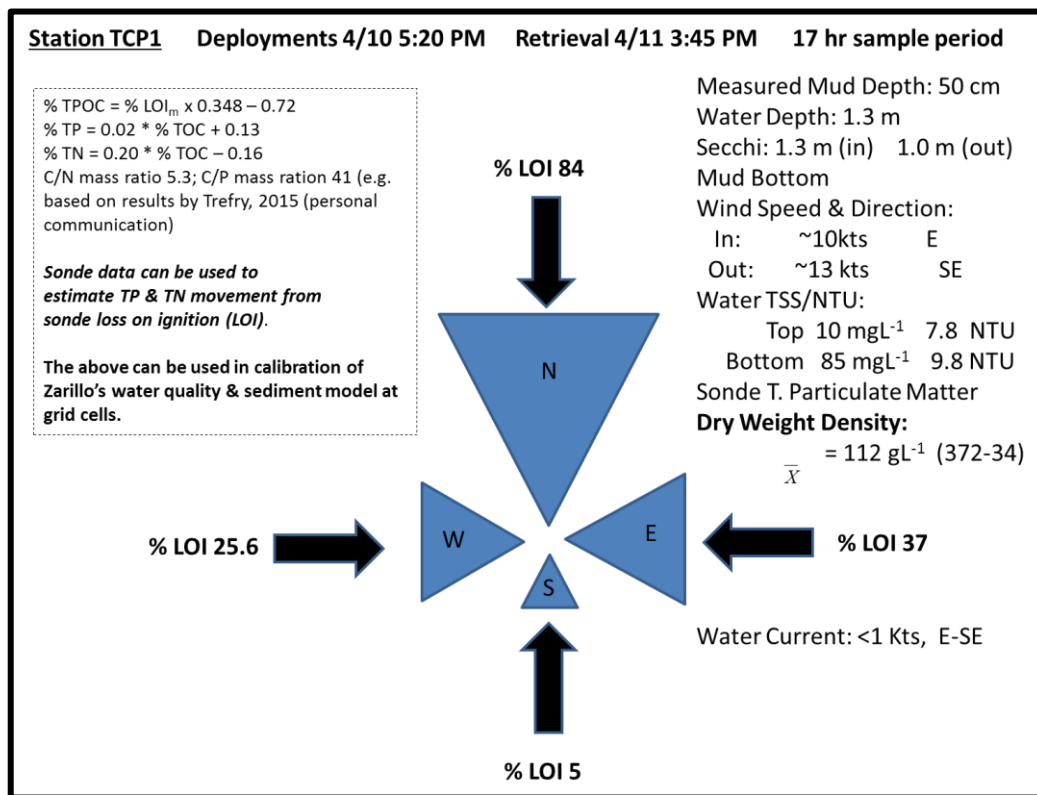 Station TCP1 Deployments 4/10 5:20 PM Retrieval 4/11 3:45 PM 17 hr sample period
% TPOC = % LOIm x 0.348 – 0.72
% TP = 0.02 * % TOC + 0.13
% TN = 0.20 * % TOC – 0.16
C/N mass ratio 5.3; C/P mass ration 41 (e.g.
based on results by Trefry, 2015 (personal
communication)
Sonde data can be used to
estimate TP & TN movement from
sonde loss on ignition (LOI).
The above can be used in calibration of
Zarillo’s water quality & sediment model at
grid cells.
Measured Mud Depth: 50 cm
Water Depth: 1.3 m
Secchi: 1.3 m (in) 1.0 m (out)
Mud Bottom
Wind Speed & Direction:
In: ~10kts E
Out: ~13 kts SE
Water TSS/NTU:
Top 10 mgL-1 7.8 NTU
Bottom 85 mgL-1 9.8 NTU
Sonde T. Particulate Matter
Dry Weight Density:
X̅ = 112 gL-1 (372-34)
% LOI 84
N
% LOI 25.6
W
E
% LOI 37
S
Water Current: <1 Kts, E-SE
% LOI 5